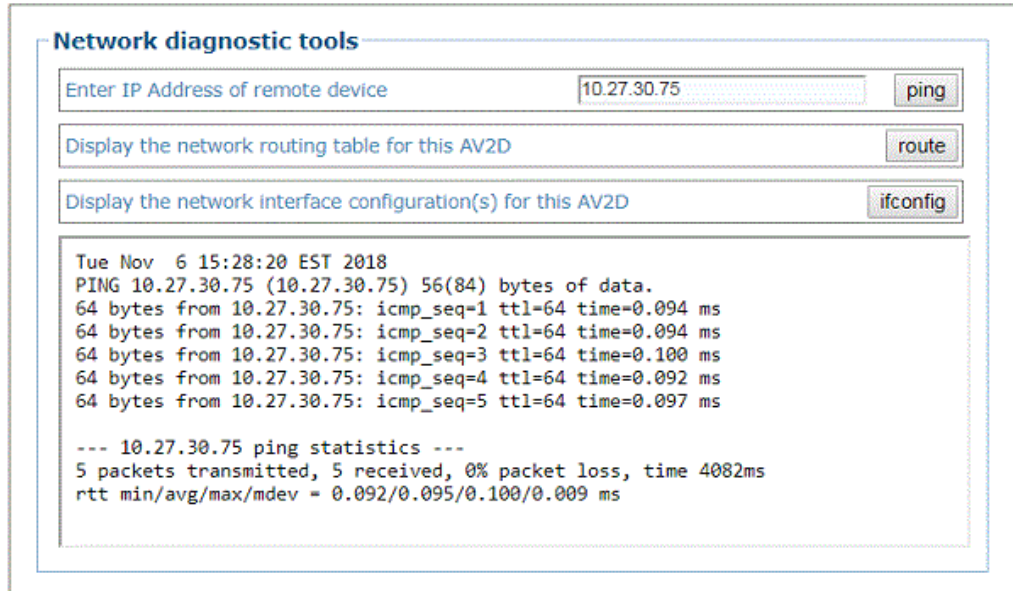 Network diagnostic tools
Enter IP Address of remote device 10.27.30.75 ping
Display the network routing table for this AV2D route
Display the network interface configuration(s) for this AV2D ifconfig
Tue Nov  6 15:28:20 EST 2018
PING 10.27.30.75 (10.27.30.75) 56(84) bytes of data.
64 bytes from 10.27.30.75: icmp_seq=1 ttl=64 time=0.094 ms
64 bytes from 10.27.30.75: icmp_seq=2 ttl=64 time=0.094 ms
64 bytes from 10.27.30.75: icmp_seq=3 ttl=64 time=0.100 ms
64 bytes from 10.27.30.75: icmp_seq=4 ttl=64 time=0.092 ms
64 bytes from 10.27.30.75: icmp_seq=5 ttl=64 time=0.097 ms
--- 10.27.30.75 ping statistics ---
5 packets transmitted, 5 received, 0% packet loss, time 4082ms
rtt min/avg/max/mdev = 0.092/0.095/0.100/0.009 ms